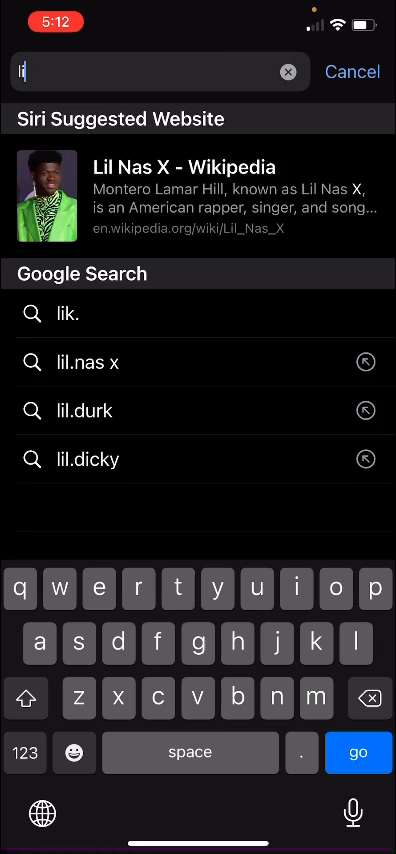 5:12
li
Cancel
Siri Suggested Website
Lil Nas X - Wikipedia
Montero Lamar Hill, known as Lil Nas X,
is an American rapper, singer, and song...
en.wikipedia.org/wiki/Lil_Nas_X
Google Search
lik.
lil.nas x
lil.durk
lil.dicky
q w e r t y u i o p
a s d f g h j k l
z x c v b n m
123 space . go